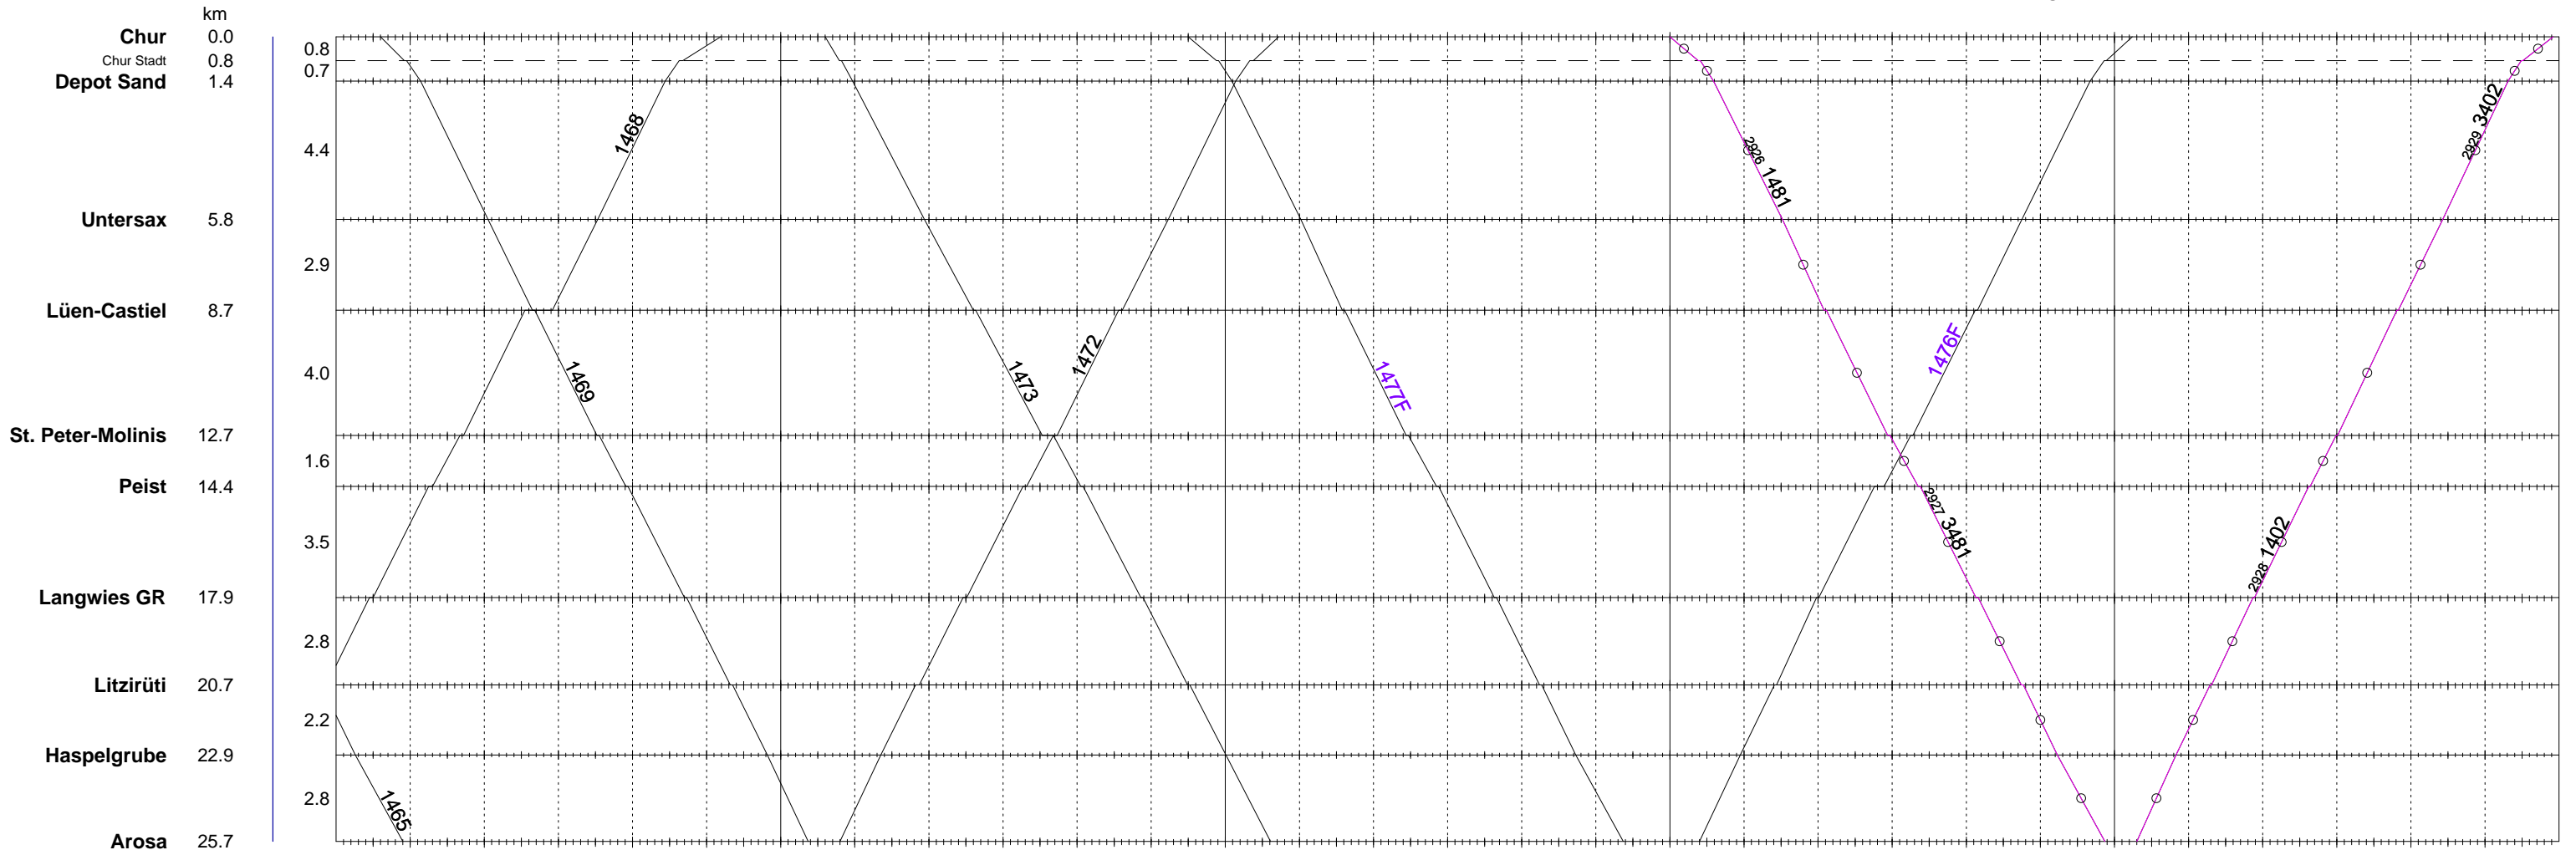 km
Chur 0.0
0.8
Chur Stadt 0.8
0.7
Depot Sand 1.4
4.4
Untersax 5.8
2.9
Lüen-Castiel 8.7
4.0
St. Peter-Molinis 12.7
1.6
Peist 14.4
3.5
Langwies GR 17.9
2.8
Litzirüti 20.7
2.2
Haspelgrube 22.9
2.8
Arosa 25.7
1465
1468
1469
1473
1472
1477F
2926 1481
1476F
2927 3481
2928 1402
2929 3402